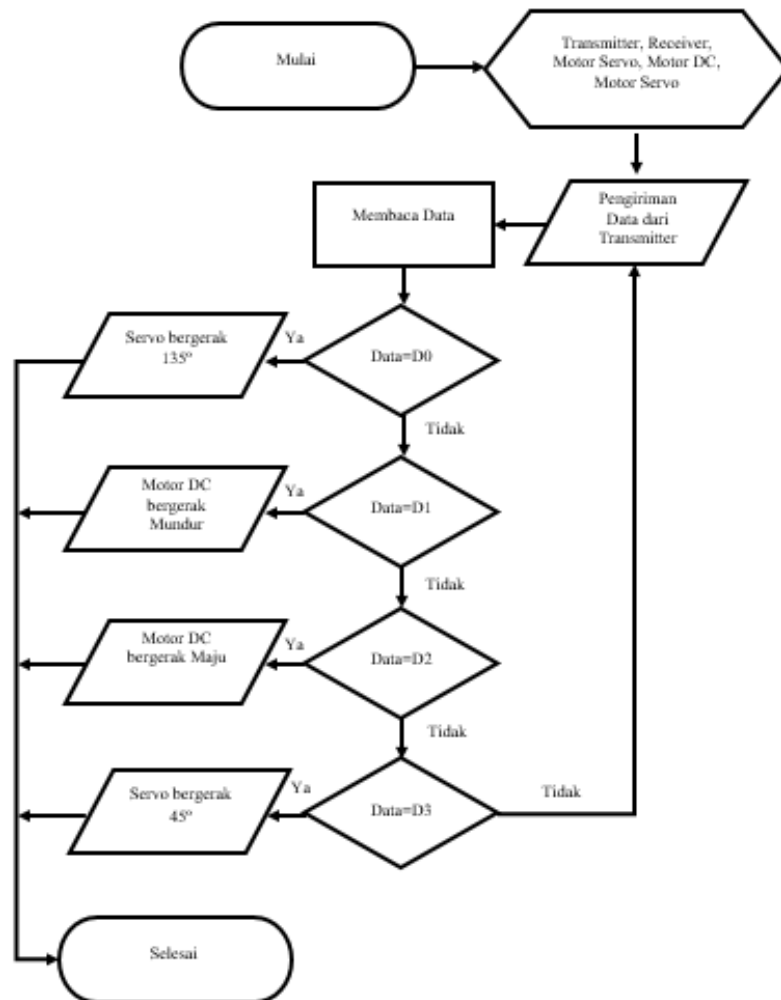 Mulai
Transmitter, Receiver,
Motor Servo, Motor DC,
Motor Servo
Pengiriman
Data dari
Transmitter
Membaca Data
Data=D0
Ya
Servo bergerak
135°
Tidak
Data=D1
Ya
Motor DC
bergerak
Mundur
Tidak
Data=D2
Ya
Motor DC
bergerak Maju
Tidak
Data=D3
Ya
Servo bergerak
45°
Tidak
Selesai